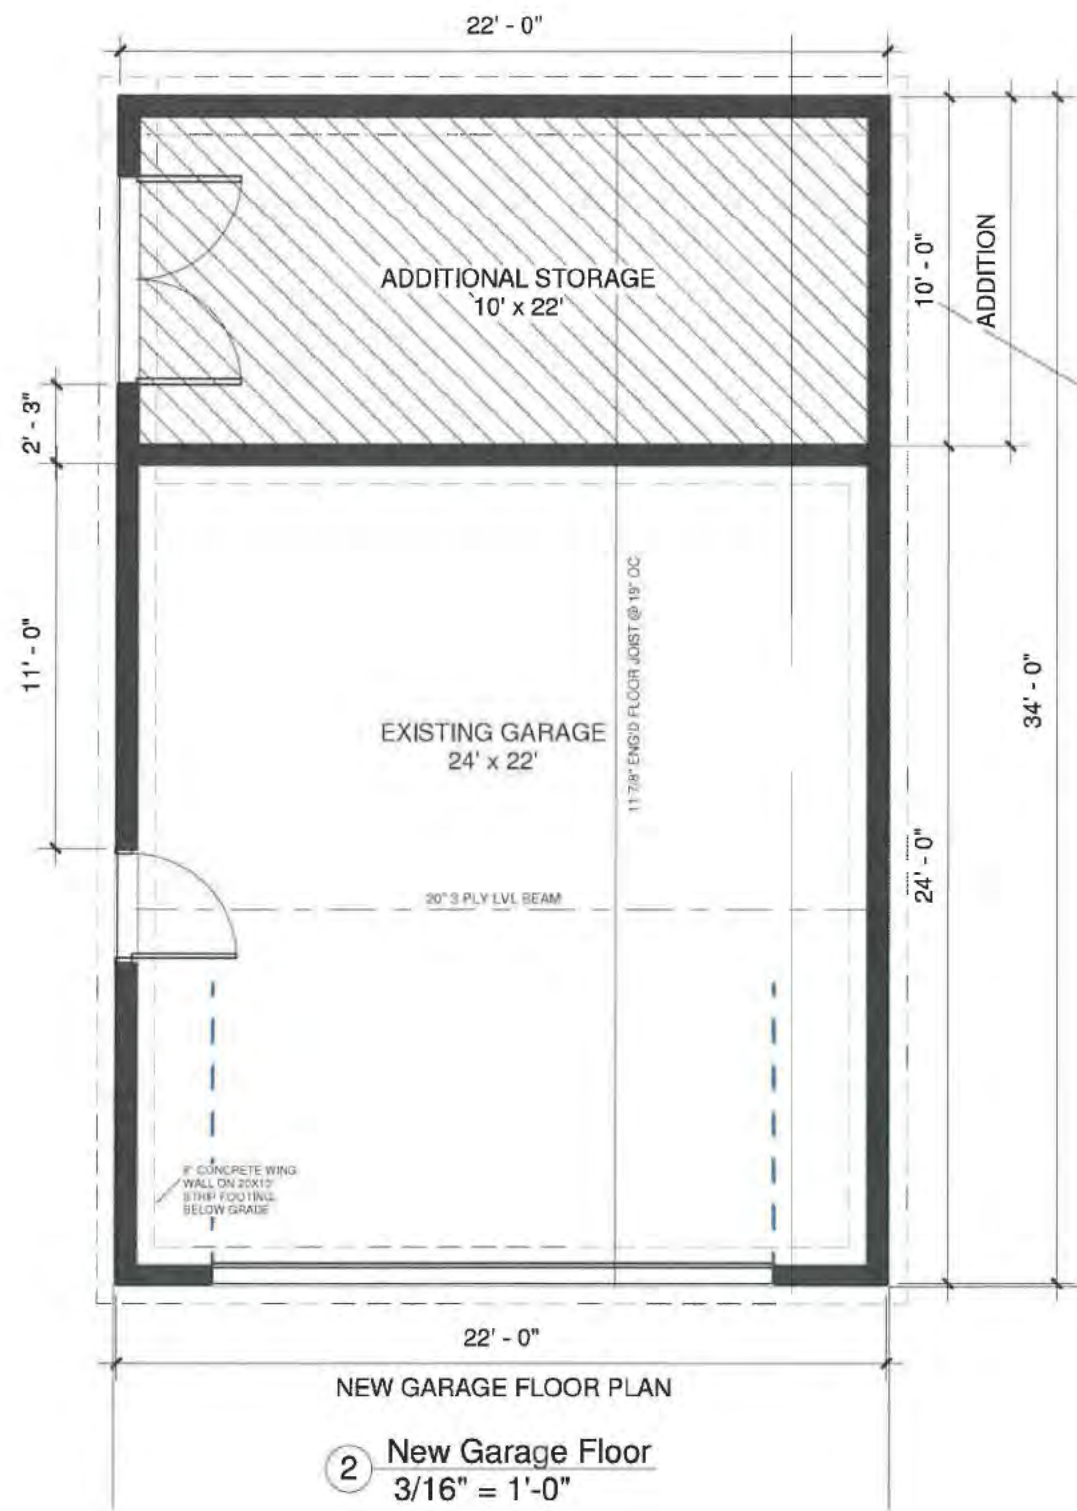 22' - 0"
ADDITIONAL STORAGE
10' x 22'
10' - 0"
ADDITION
2' - 3"
11' - 0"
34' - 0"
11 7/8" ENG'D FLOOR JOIST @ 19" OC
EXISTING GARAGE
24' x 22'
24' - 0"
20" 3 PLY LVL BEAM
CONCRETE WING
WALL ON
STRIP FOOTING
BELOW GRADE
22' - 0"
NEW GARAGE FLOOR PLAN
2 New Garage Floor
3/16" = 1'-0"